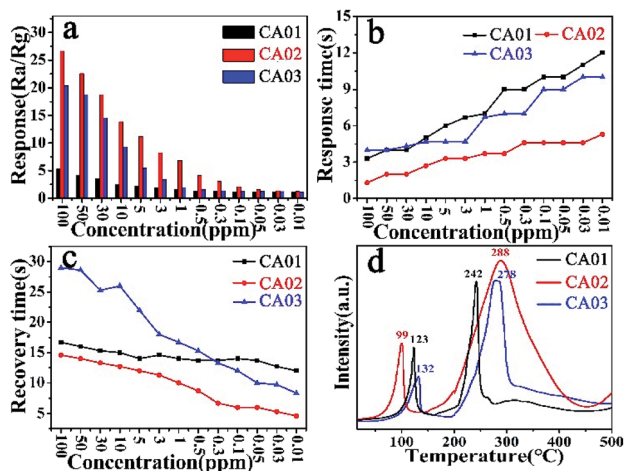 a
CA01
CA02
CA03
Response(Ra/Rg)
30
25
20
15
10
5
0
100 50 30 10 5 3 1 0.5 0.3 0.1 0.05 0.03 0.01
Concentration(ppm)
b
CA01 CA02
CA03
Response time(s)
15
12
9
6
3
0
100 50 30 10 5 3 1 0.5 0.3 0.1 0.05 0.03 0.01
Concentration(ppm)
c
CA01
CA02
CA03
Recovery time(s)
30
25
20
15
10
5
100 50 30 10 5 3 1 0.5 0.3 0.1 0.05 0.03 0.01
Concentration(ppm)
d
288
CA01
242
278
CA02
CA03
99
123
132
Intensity(a.u.)
100 200 300 400 500
Temperature(°C)